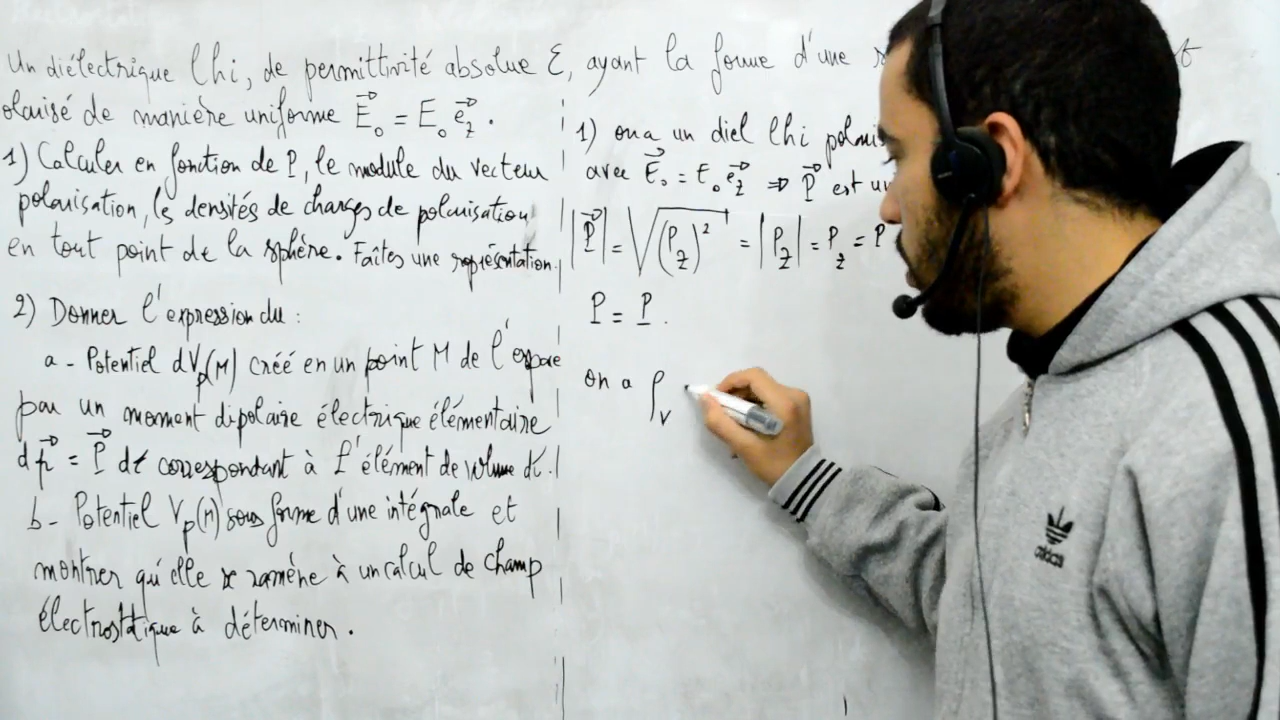 Un diélectrique lhi, de permittivité absolue ε, ayant la forme d'une
olarisé de manière uniforme E⃗₀ = E₀ e⃗z.
1) Calculer en fonction de P, le module du vecteur
polarisation, les densités de charges de polarisation
en tout point de la sphère. Faites une représentation.
2) Donner l'expression du :
a - Potentiel dVp(M) créé en un point M de l'espace
par un moment dipolaire électrique élémentaire
dp⃗ = P⃗ dτ correspondant à l'élément de volume dτ.
b - Potentiel Vp(M) sous forme d'une intégrale et
montrer qu'elle se ramène à un calcul de champ
électrostatique à déterminer.
1) on a un diel lhi polaris
avec E⃗₀ = E₀ e⃗z ⇒ P⃗ est un
|P⃗| = √(Pz)² = |Pz| = Pz = P
P = P.
on a ρv
adidas